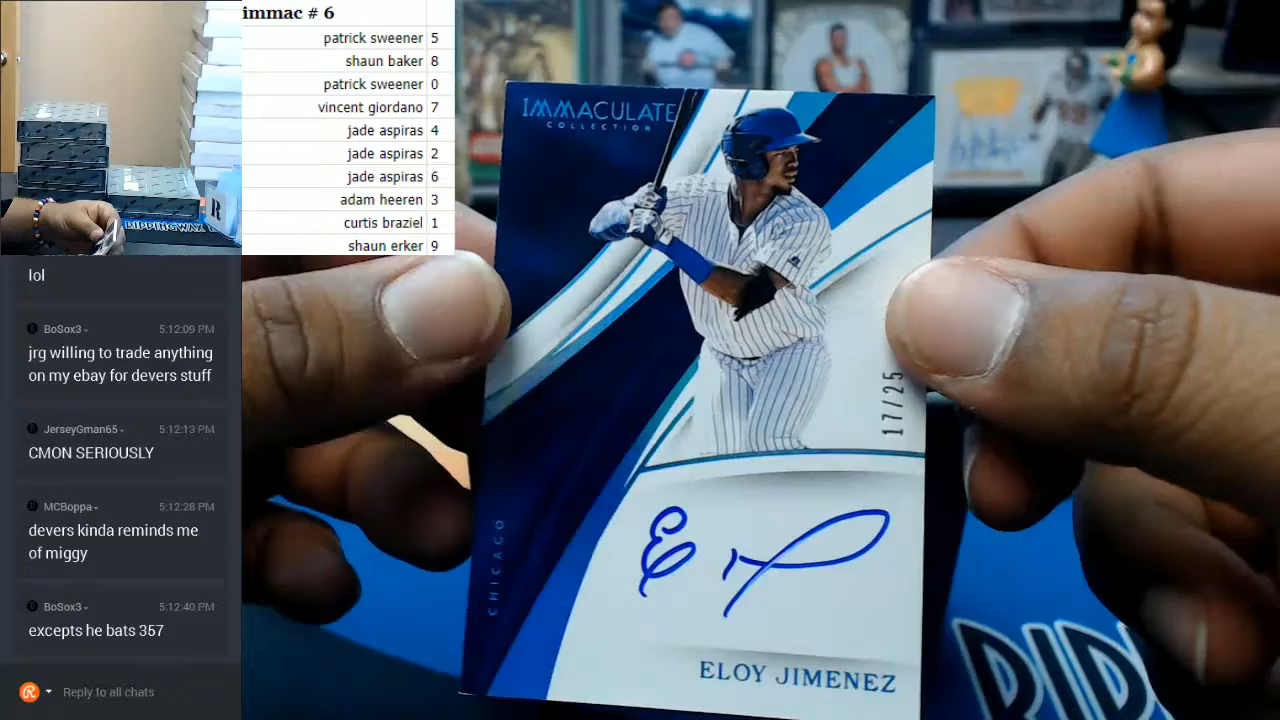 immac # 6
patrick sweener 5
shaun baker 8
patrick sweener 0
vincent giordano 7
jade aspiras 4
jade aspiras 2
jade aspiras 6
adam heeren 3
curtis braziel 1
shaun erker 9
lol
BoSox3 5:12:09 PM
jrg willing to trade anything
on my ebay for devers stuff
JerseyGman65 5:12:13 PM
CMON SERIOUSLY
MCBoppa 5:12:28 PM
devers kinda reminds me
of miggy
BoSox3 5:12:40 PM
excepts he bats 357
Reply to all chats
IMMACULATE
COLLECTION
17/25
CHICAGO
ELOY JIMENEZ
RIPPINGWAX
R